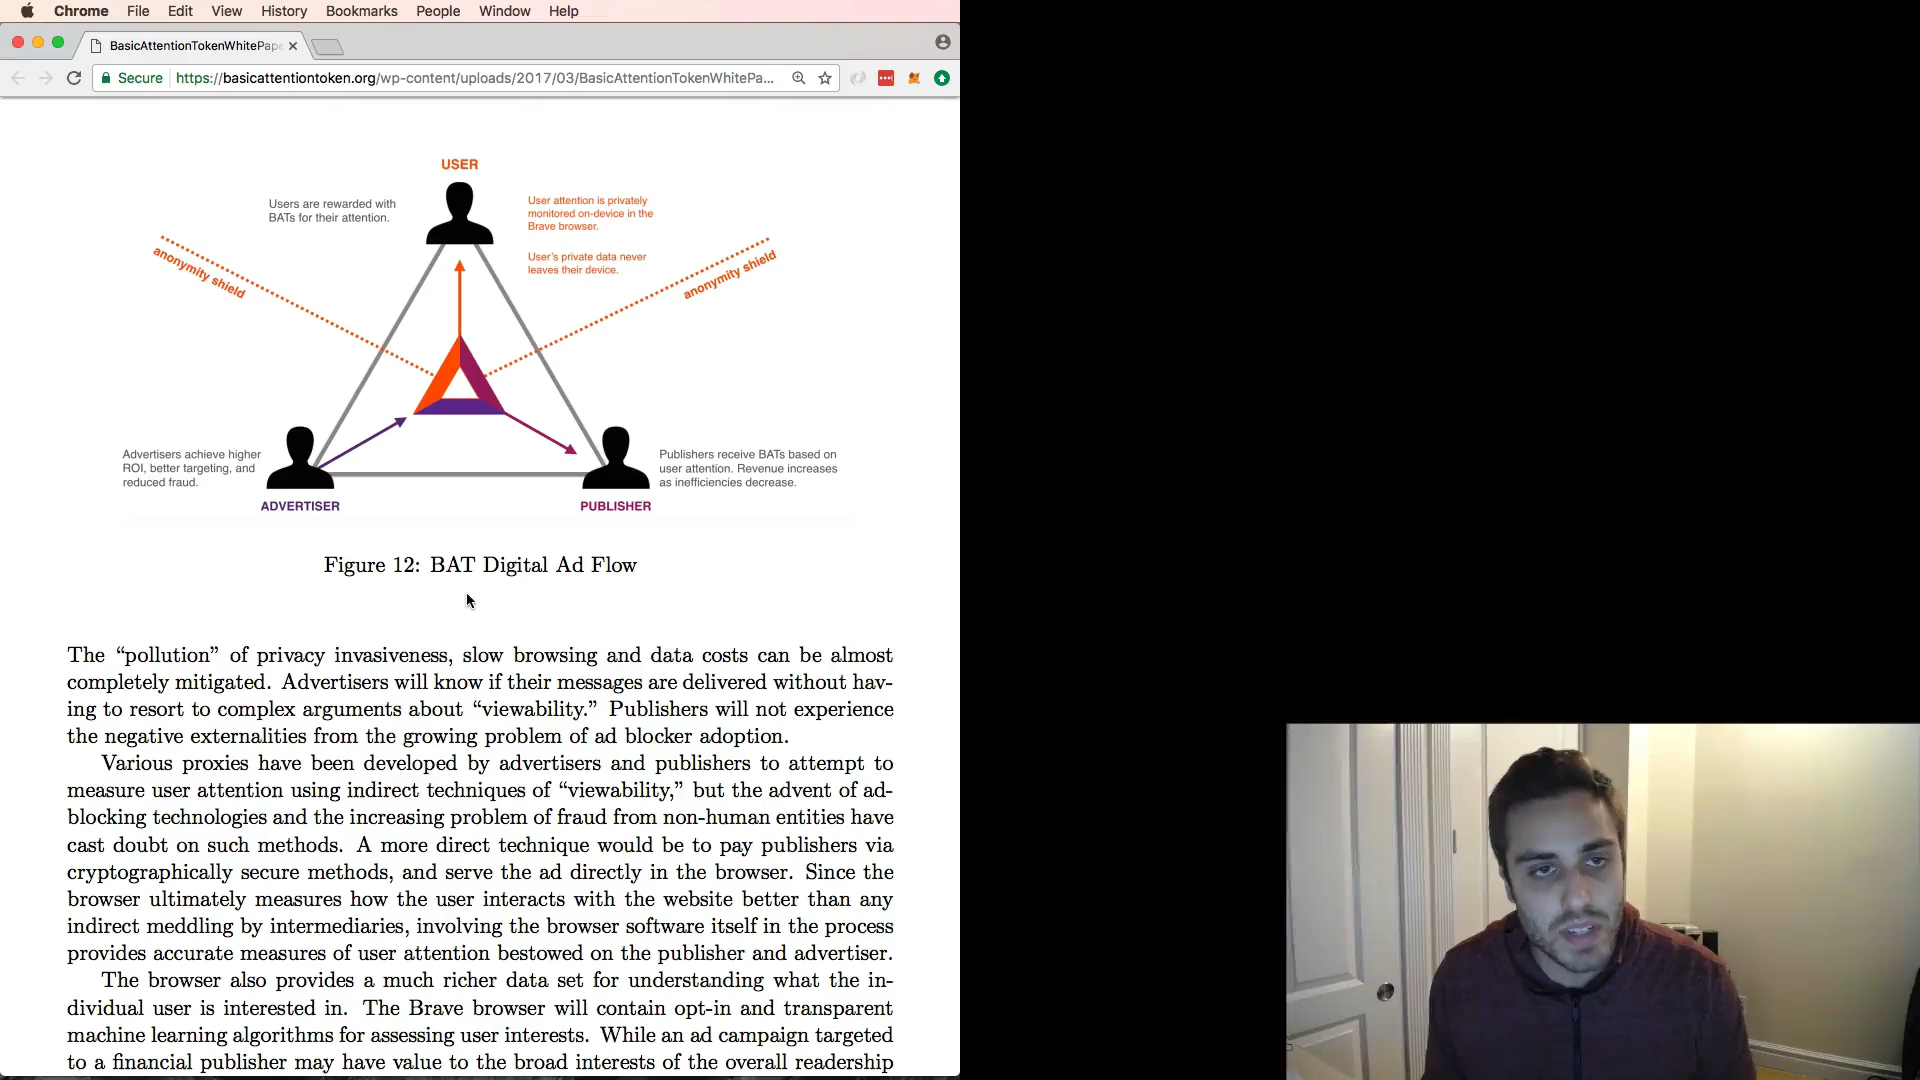 Chrome File Edit View History Bookmarks People Window Help
BasicAttentionTokenWhitePape
Secure https://basicattentiontoken.org/wp-content/uploads/2017/03/BasicAttentionTokenWhitePa...
USER
Users are rewarded with
BATs for their attention.
User attention is privately
monitored on-device in the
Brave browser.
User's private data never
leaves their device.
anonymity shield
anonymity shield
Advertisers achieve higher
ROI, better targeting, and
reduced fraud.
ADVERTISER
Publishers receive BATs based on
user attention. Revenue increases
as inefficiencies decrease.
PUBLISHER
Figure 12: BAT Digital Ad Flow
The “pollution” of privacy invasiveness, slow browsing and data costs can be almost
completely mitigated. Advertisers will know if their messages are delivered without hav-
ing to resort to complex arguments about “viewability.” Publishers will not experience
the negative externalities from the growing problem of ad blocker adoption.
Various proxies have been developed by advertisers and publishers to attempt to
measure user attention using indirect techniques of “viewability,” but the advent of ad-
blocking technologies and the increasing problem of fraud from non-human entities have
cast doubt on such methods. A more direct technique would be to pay publishers via
cryptographically secure methods, and serve the ad directly in the browser. Since the
browser ultimately measures how the user interacts with the website better than any
indirect meddling by intermediaries, involving the browser software itself in the process
provides accurate measures of user attention bestowed on the publisher and advertiser.
The browser also provides a much richer data set for understanding what the in-
dividual user is interested in. The Brave browser will contain opt-in and transparent
machine learning algorithms for assessing user interests. While an ad campaign targeted
to a financial publisher may have value to the broad interests of the overall readership